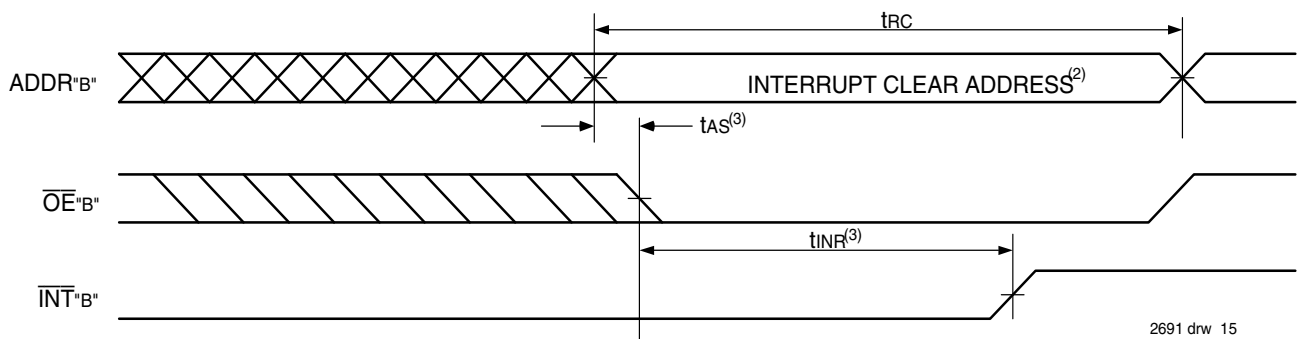 tRC
ADDR"B"
INTERRUPT CLEAR ADDRESS(2)
tAS(3)
OE"B"
tINR(3)
INT"B"
2691 drw 15